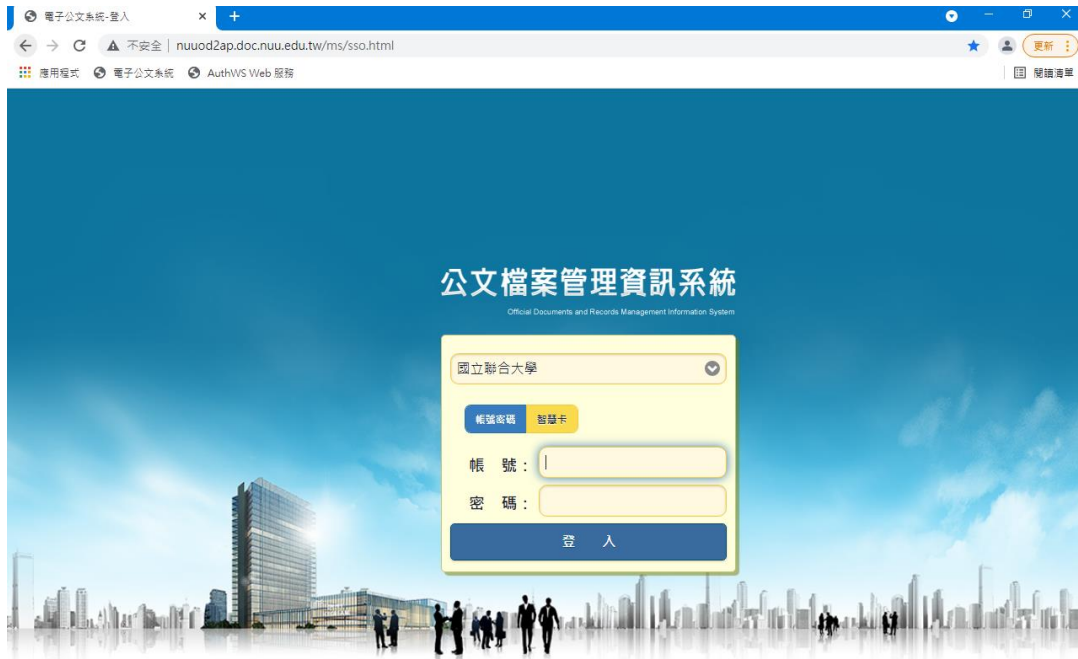 電子公文系統-登入
不安全 | nuuod2ap.doc.nuu.edu.tw/ms/sso.html
更新
應用程式 電子公文系統 AuthWS Web 服務
閱讀清單
公文檔案管理資訊系統
Official Documents and Records Management Information System
國立聯合大學
帳號密碼 智慧卡
帳 號：
密 碼：
登 入